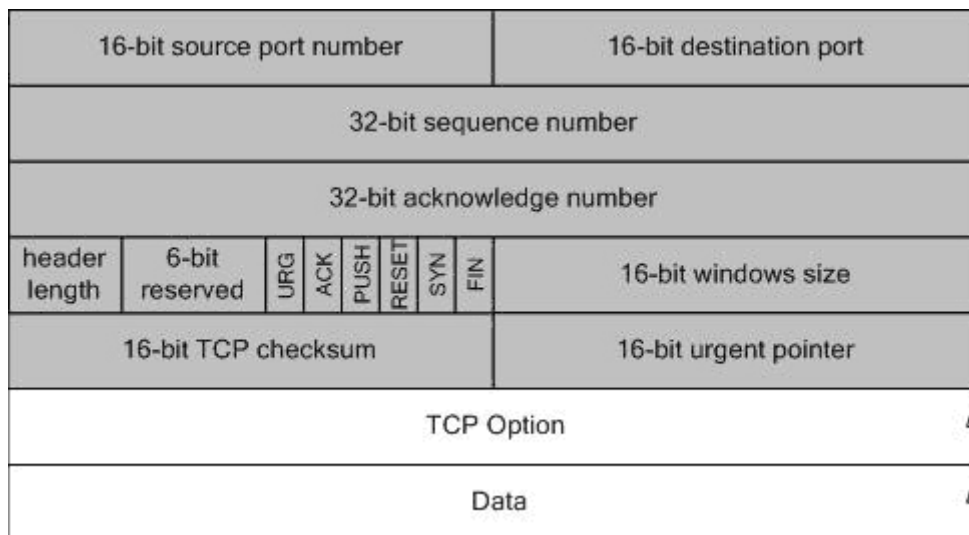 16-bit source port number
16-bit destination port
32-bit sequence number
32-bit acknowledge number
header
length
6-bit
reserved
URG
ACK
PUSH
RESET
SYN
FIN
16-bit windows size
16-bit TCP checksum
16-bit urgent pointer
TCP Option
Data